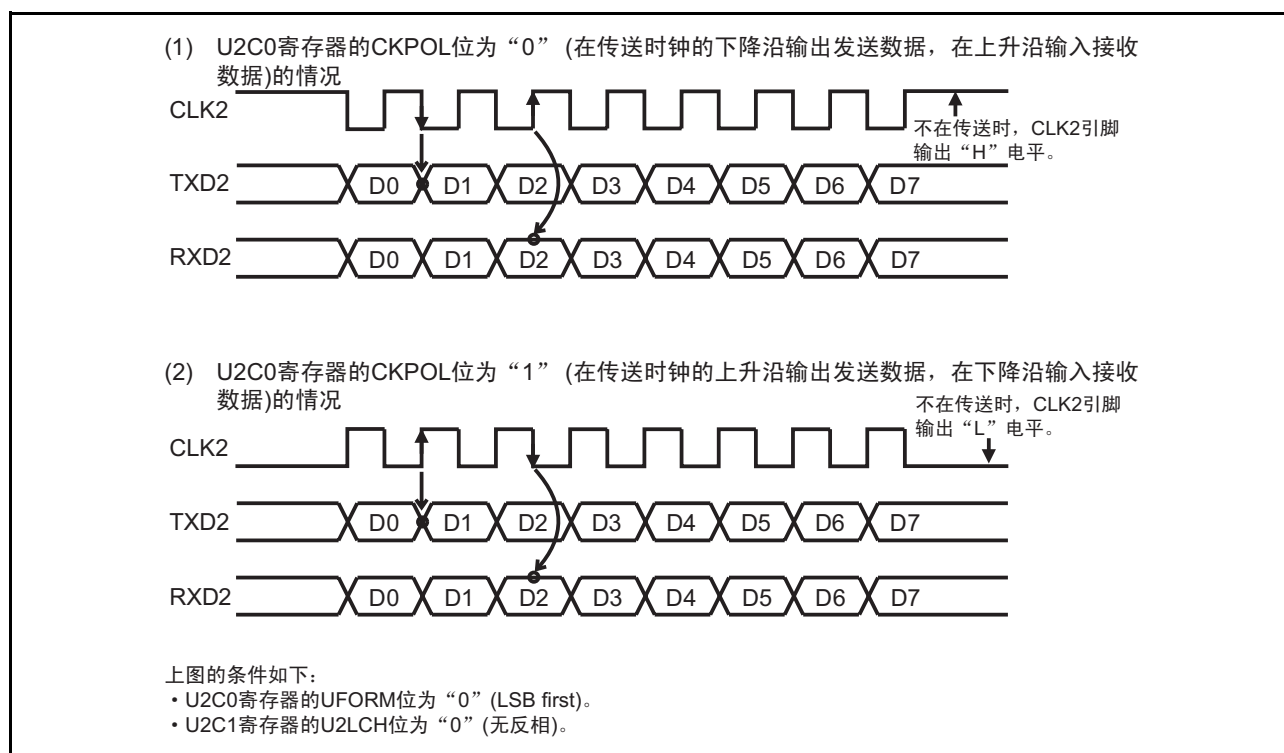 (1) U2C0寄存器的CKPOL位为“0” (在传送时钟的下降沿输出发送数据，在上升沿输入接收
数据)的情况
CLK2
不在传送时，CLK2引脚
输出“H”电平。
TXD2 D0 D1 D2 D3 D4 D5 D6 D7
RXD2 D0 D1 D2 D3 D4 D5 D6 D7
(2) U2C0寄存器的CKPOL位为“1” (在传送时钟的上升沿输出发送数据，在下降沿输入接收
数据)的情况
不在传送时，CLK2引脚
输出“L”电平。
CLK2
TXD2 D0 D1 D2 D3 D4 D5 D6 D7
RXD2 D0 D1 D2 D3 D4 D5 D6 D7
上图的条件如下：
・U2C0寄存器的UFORM位为“0” (LSB first)。
・U2C1寄存器的U2LCH位为“0” (无反相)。